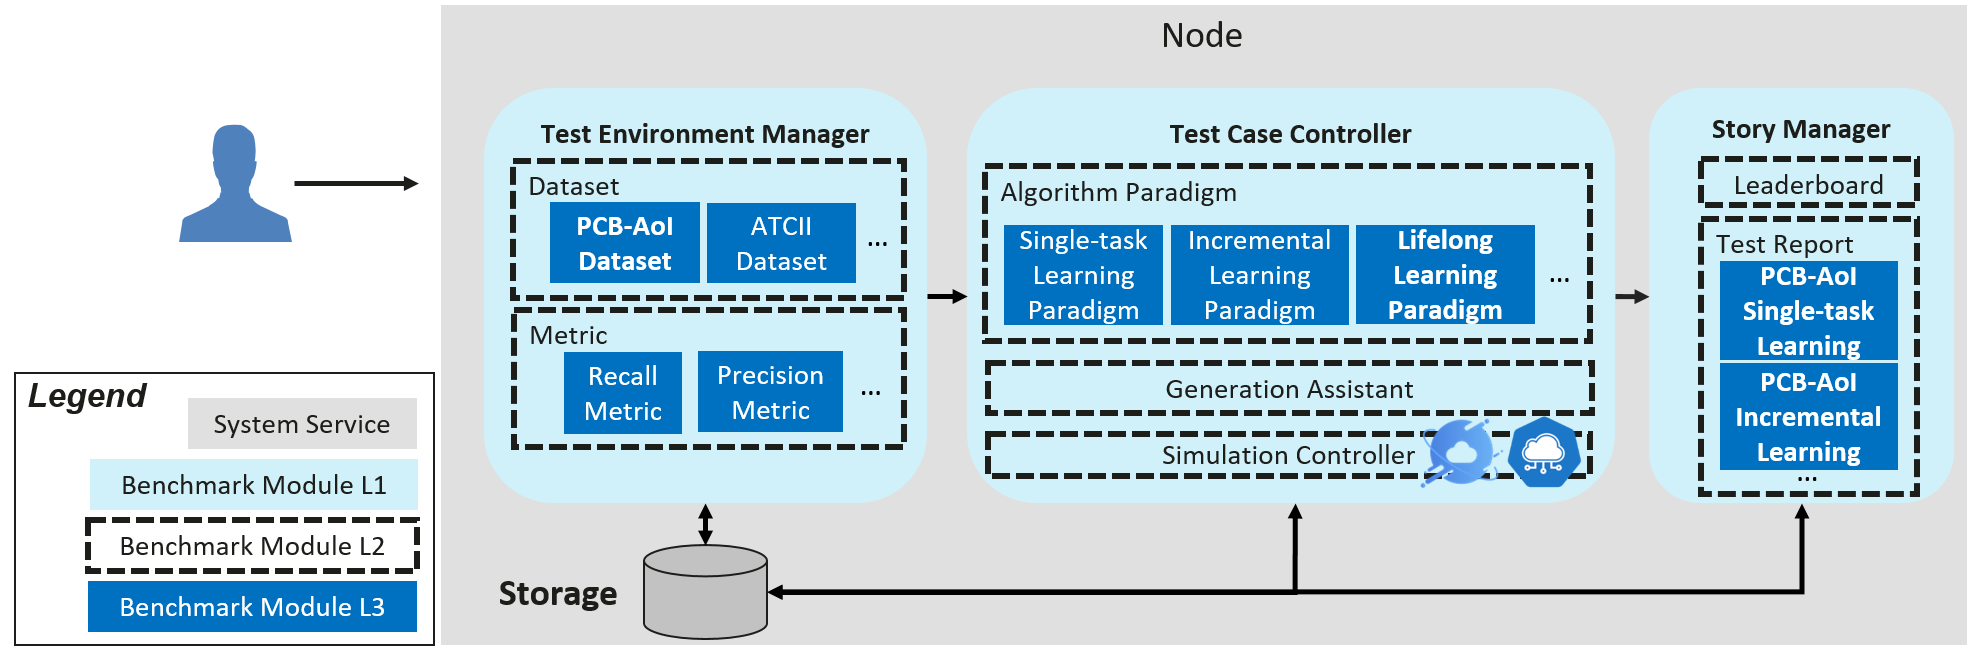 Node
Test Environment Manager
Dataset
PCB-AoI
Dataset
ATCII
Dataset
...
Metric
Recall
Metric
Precision
Metric
...
Test Case Controller
Algorithm Paradigm
Single-task
Learning
Paradigm
Incremental
Learning
Paradigm
Lifelong
Learning
Paradigm
...
Generation Assistant
Simulation Controller
Story Manager
Leaderboard
Test Report
PCB-AoI
Single-task
Learning
PCB-AoI
Incremental
Learning
...
Storage
Legend
System Service
Benchmark Module L1
Benchmark Module L2
Benchmark Module L3